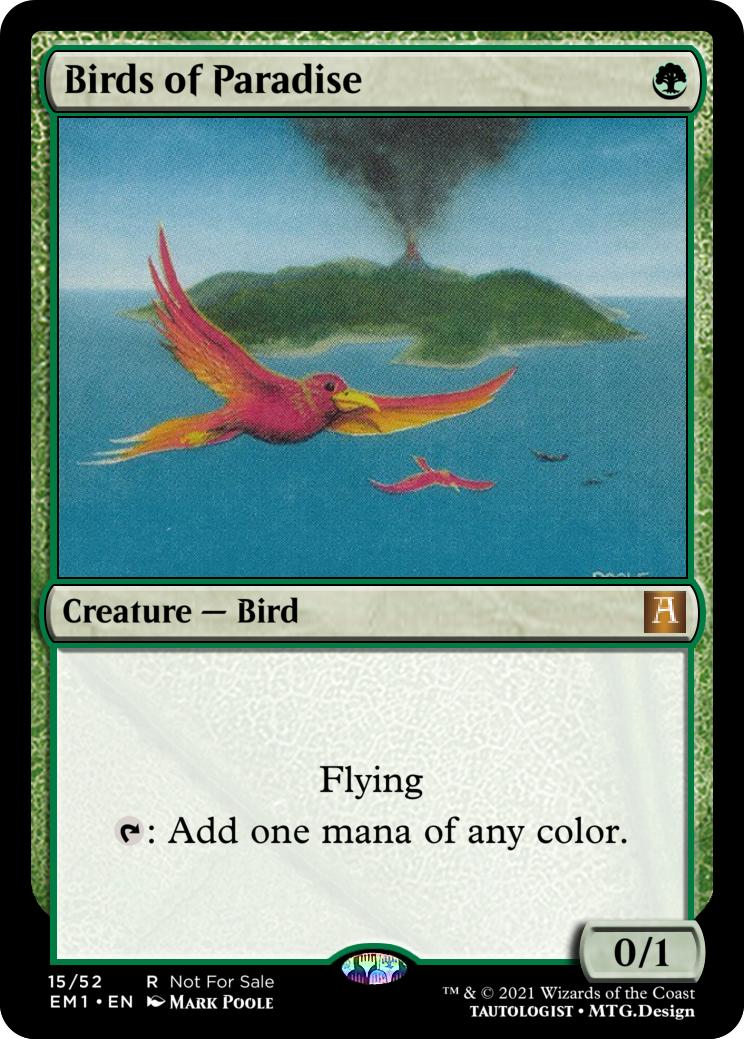 Birds of Paradise
POOLE
Creature — Bird
A
Flying
: Add one mana of any color.
0/1
15/52 R Not For Sale
EM1 • EN Mark Poole
™ & © 2021 Wizards of the Coast
TAUTOLOGIST • MTG.Design